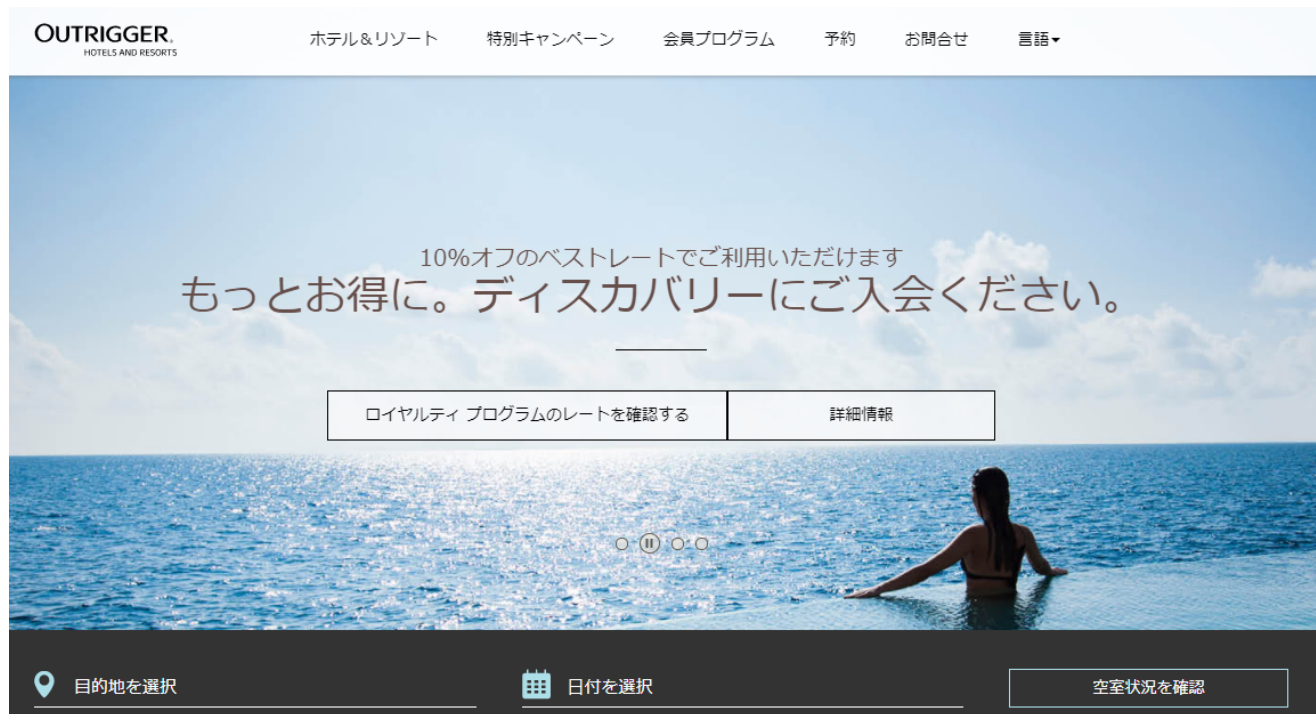 OUTRIGGER.
HOTELS AND RESORTS
ホテル&リゾート
特別キャンペーン
会員プログラム
予約
お問合せ
言語
10%オフのベストレートでご利用いただけます
もっとお得に。ディスカバリーにご入会ください。
ロイヤルティ プログラムのレートを確認する
詳細情報
目的地を選択
日付を選択
空室状況を確認